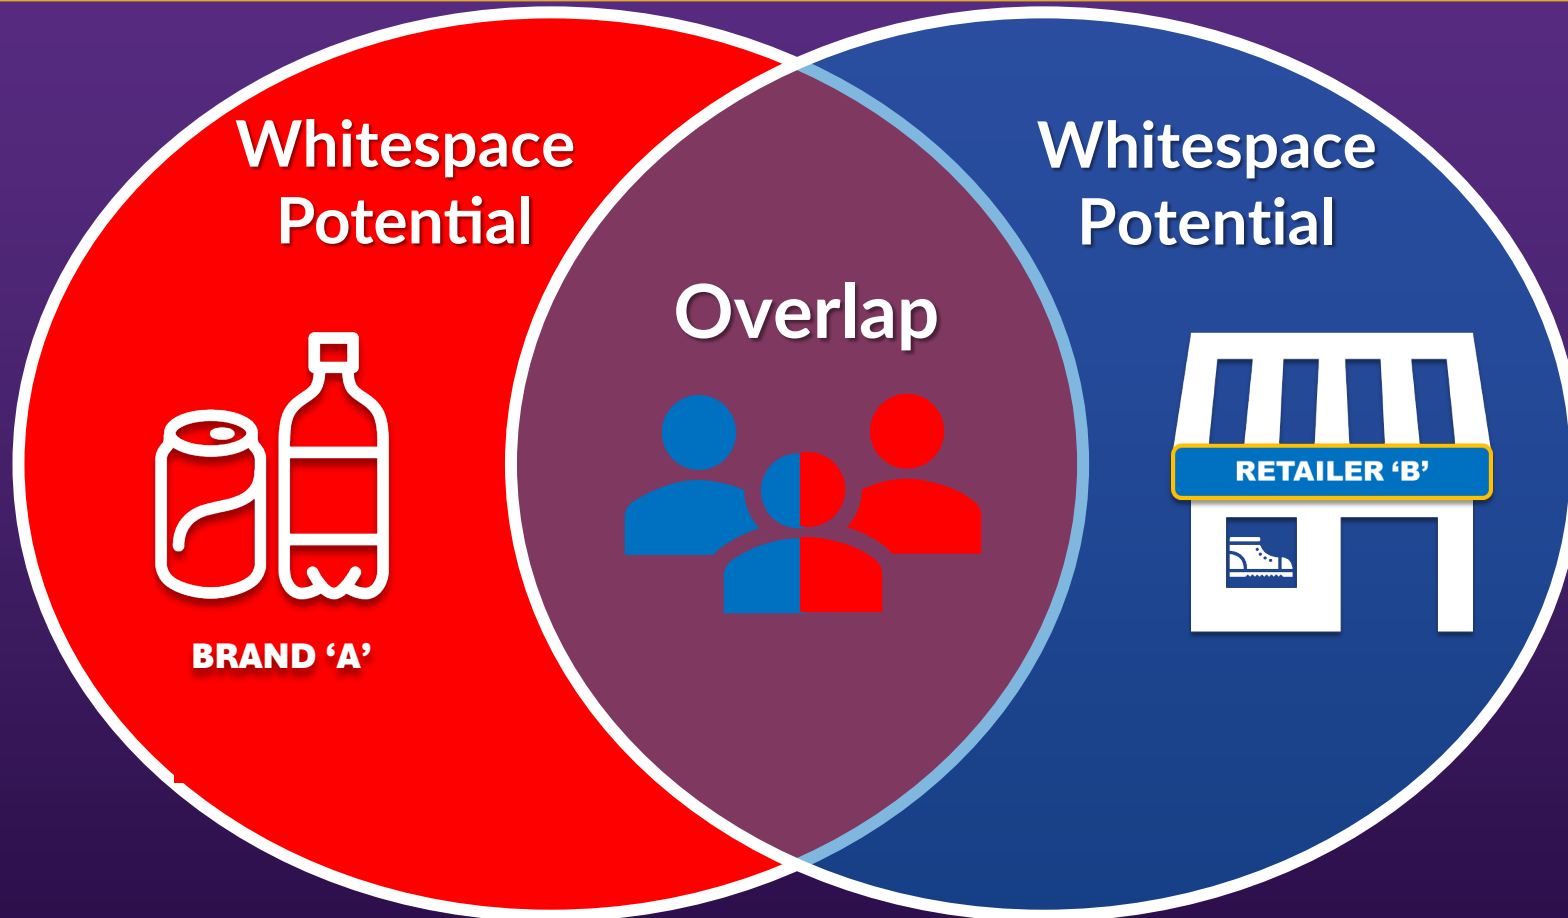 Whitespace
Potential
BRAND ‘A’
Overlap
Whitespace
Potential
RETAILER ‘B’